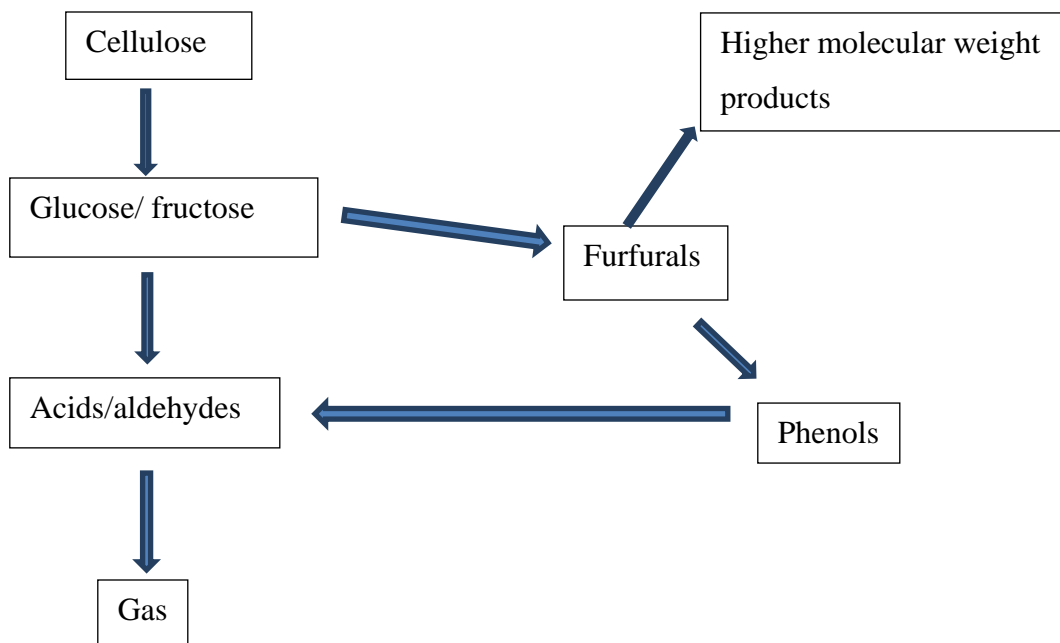 Cellulose
Higher molecular weight
products
Glucose/ fructose
Furfurals
Acids/aldehydes
Phenols
Gas